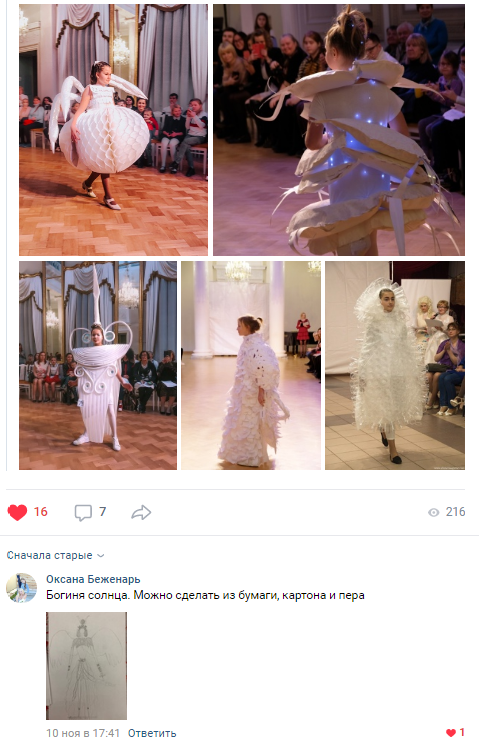 16
7
216
Сначала старые
Оксана Беженарь
Богиня солнца. Можно сделать из бумаги, картона и пера
10 ноя в 17:41 Ответить
1